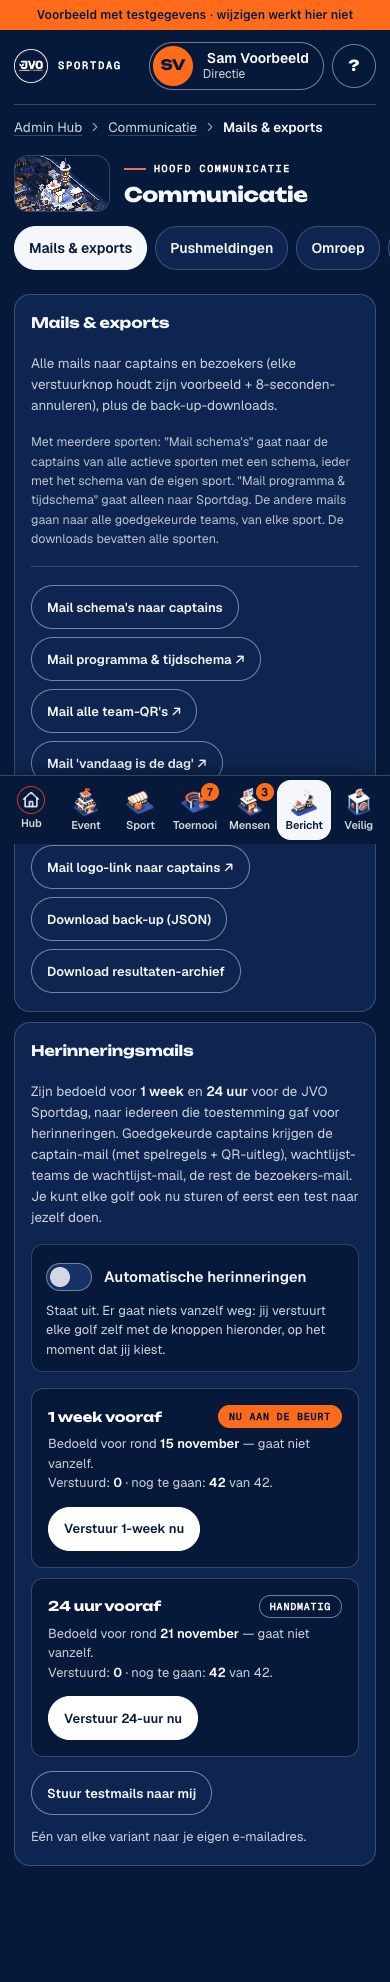 Voorbeeld met testgegevens · wijzigen werkt hier niet
JVO SPORTDAG
SV Sam Voorbeeld
Directie
?
Admin Hub > Communicatie > Mails & exports
HOOFD COMMUNICATIE
Communicatie
Mails & exports Pushmeldingen Omroep
Mails & exports
Alle mails naar captains en bezoekers (elke
verstuurknop houdt zijn voorbeeld + 8-seconden-
annuleren), plus de back-up-downloads.
Met meerdere sporten: "Mail schema's" gaat naar de
captains van alle actieve sporten met een schema, ieder
met het schema van de eigen sport. "Mail programma &
tijdschema" gaat alleen naar Sportdag. De andere mails
gaan naar alle goedgekeurde teams, van elke sport. De
downloads bevatten alle sporten.
Mail schema's naar captains
Mail programma & tijdschema ↗
Mail alle team-QR's ↗
Mail 'vandaag is de dag' ↗
7 3
Hub Event Sport Toernooi Mensen Bericht Veilig
Mail logo-link naar captains ↗
Download back-up (JSON)
Download resultaten-archief
Herinneringsmails
Zijn bedoeld voor 1 week en 24 uur voor de JVO
Sportdag, naar iedereen die toestemming gaf voor
herinneringen. Goedgekeurde captains krijgen de
captain-mail (met spelregels + QR-uitleg), wachtlijst-
teams de wachtlijst-mail, de rest de bezoekers-mail.
Je kunt elke golf ook nu sturen of eerst een test naar
jezelf doen.
Automatische herinneringen
Staat uit. Er gaat niets vanzelf weg: jij verstuurt
elke golf zelf met de knoppen hieronder, op het
moment dat jij kiest.
1 week vooraf NU AAN DE BEURT
Bedoeld voor rond 15 november — gaat niet
vanzelf.
Verstuurd: 0 · nog te gaan: 42 van 42.
Verstuur 1-week nu
24 uur vooraf HANDMATIG
Bedoeld voor rond 21 november — gaat niet
vanzelf.
Verstuurd: 0 · nog te gaan: 42 van 42.
Verstuur 24-uur nu
Stuur testmails naar mij
Eén van elke variant naar je eigen e-mailadres.